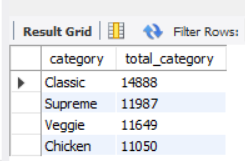 Result Grid Filter Rows:
category total_category
Classic 14888
Supreme 11987
Veggie 11649
Chicken 11050